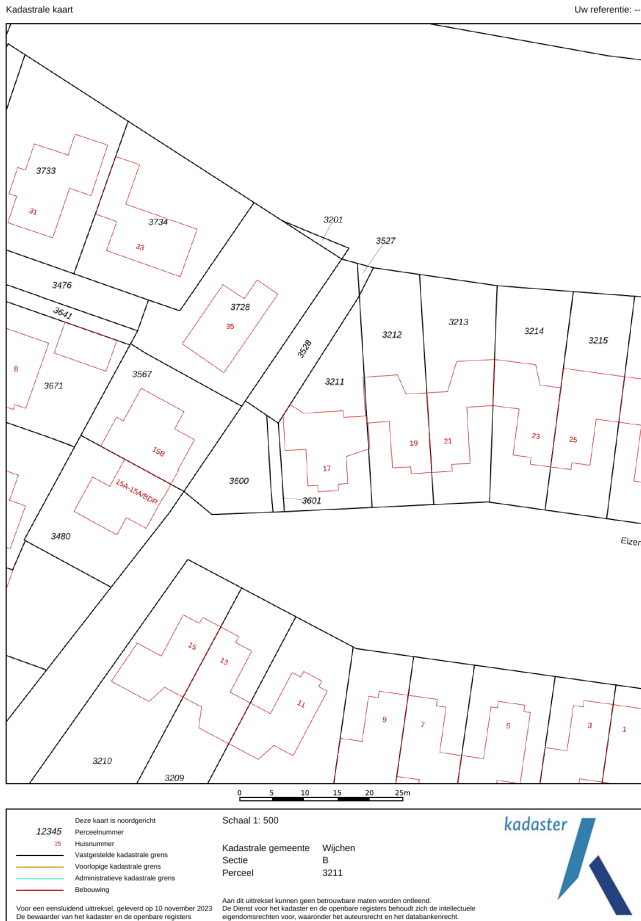 Kadastrale kaart
Uw referentie: --
3733
31
3734
33
3201
3527
3476
3641
3728
35
3528
3212
3213
3214
3215
8
3671
3567
3211
15B
19
21
23
25
17
15A-15A/BDR
3600
3601
3480
Eizer
15
13
11
9
7
5
3
1
3210
3209
0 5 10 15 20 25m
Deze kaart is noordgericht
12345 Perceelnummer
25 Huisnummer
Vastgestelde kadastrale grens
Voorlopige kadastrale grens
Administratieve kadastrale grens
Bebouwing
Voor een eensluidend uittreksel, geleverd op 10 november 2023
De bewaarder van het kadaster en de openbare registers
Schaal 1: 500
Kadastrale gemeente Wijchen
Sectie B
Perceel 3211
Aan dit uittreksel kunnen geen betrouwbare maten worden ontleend.
De Dienst voor het kadaster en de openbare registers behoudt zich de intellectuele
eigendomsrechten voor, waaronder het auteursrecht en het databankenrecht.
kadaster